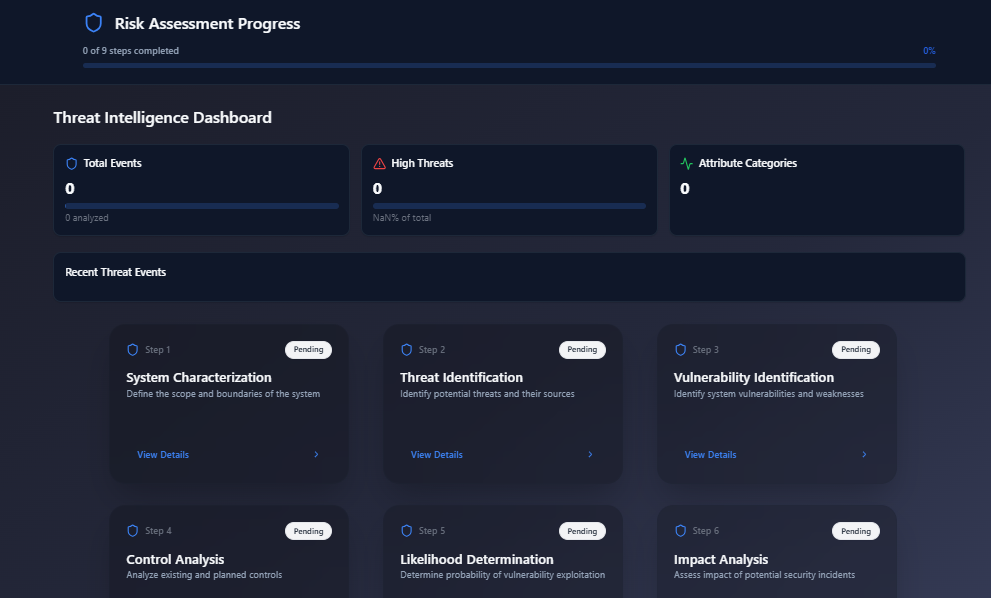 Risk Assessment Progress
0 of 9 steps completed 0%
Threat Intelligence Dashboard
Total Events High Threats Attribute Categories
0 0 0
0 analyzed NaN% of total
Recent Threat Events
Step 1 Pending Step 2 Pending Step 3 Pending
System Characterization Threat Identification Vulnerability Identification
Define the scope and boundaries of the system Identify potential threats and their sources Identify system vulnerabilities and weaknesses
View Details View Details View Details
Step 4 Pending Step 5 Pending Step 6 Pending
Control Analysis Likelihood Determination Impact Analysis
Analyze existing and planned controls Determine probability of vulnerability exploitation Assess impact of potential security incidents